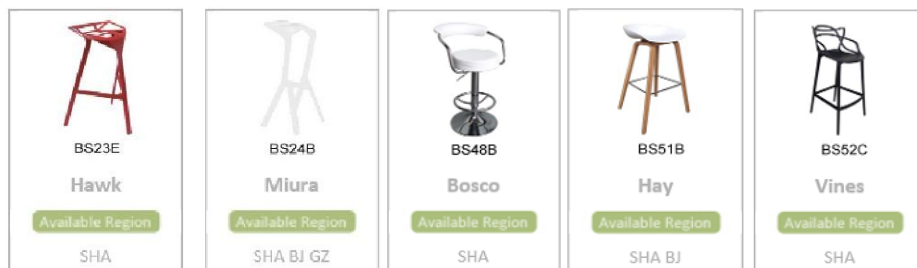 BS23E
Hawk
Available Region
SHA
BS24B
Miura
Available Region
SHA BJ GZ
BS48B
Bosco
Available Region
SHA
BS51B
Hay
Available Region
SHA BJ
BS52C
Vines
Available Region
SHA